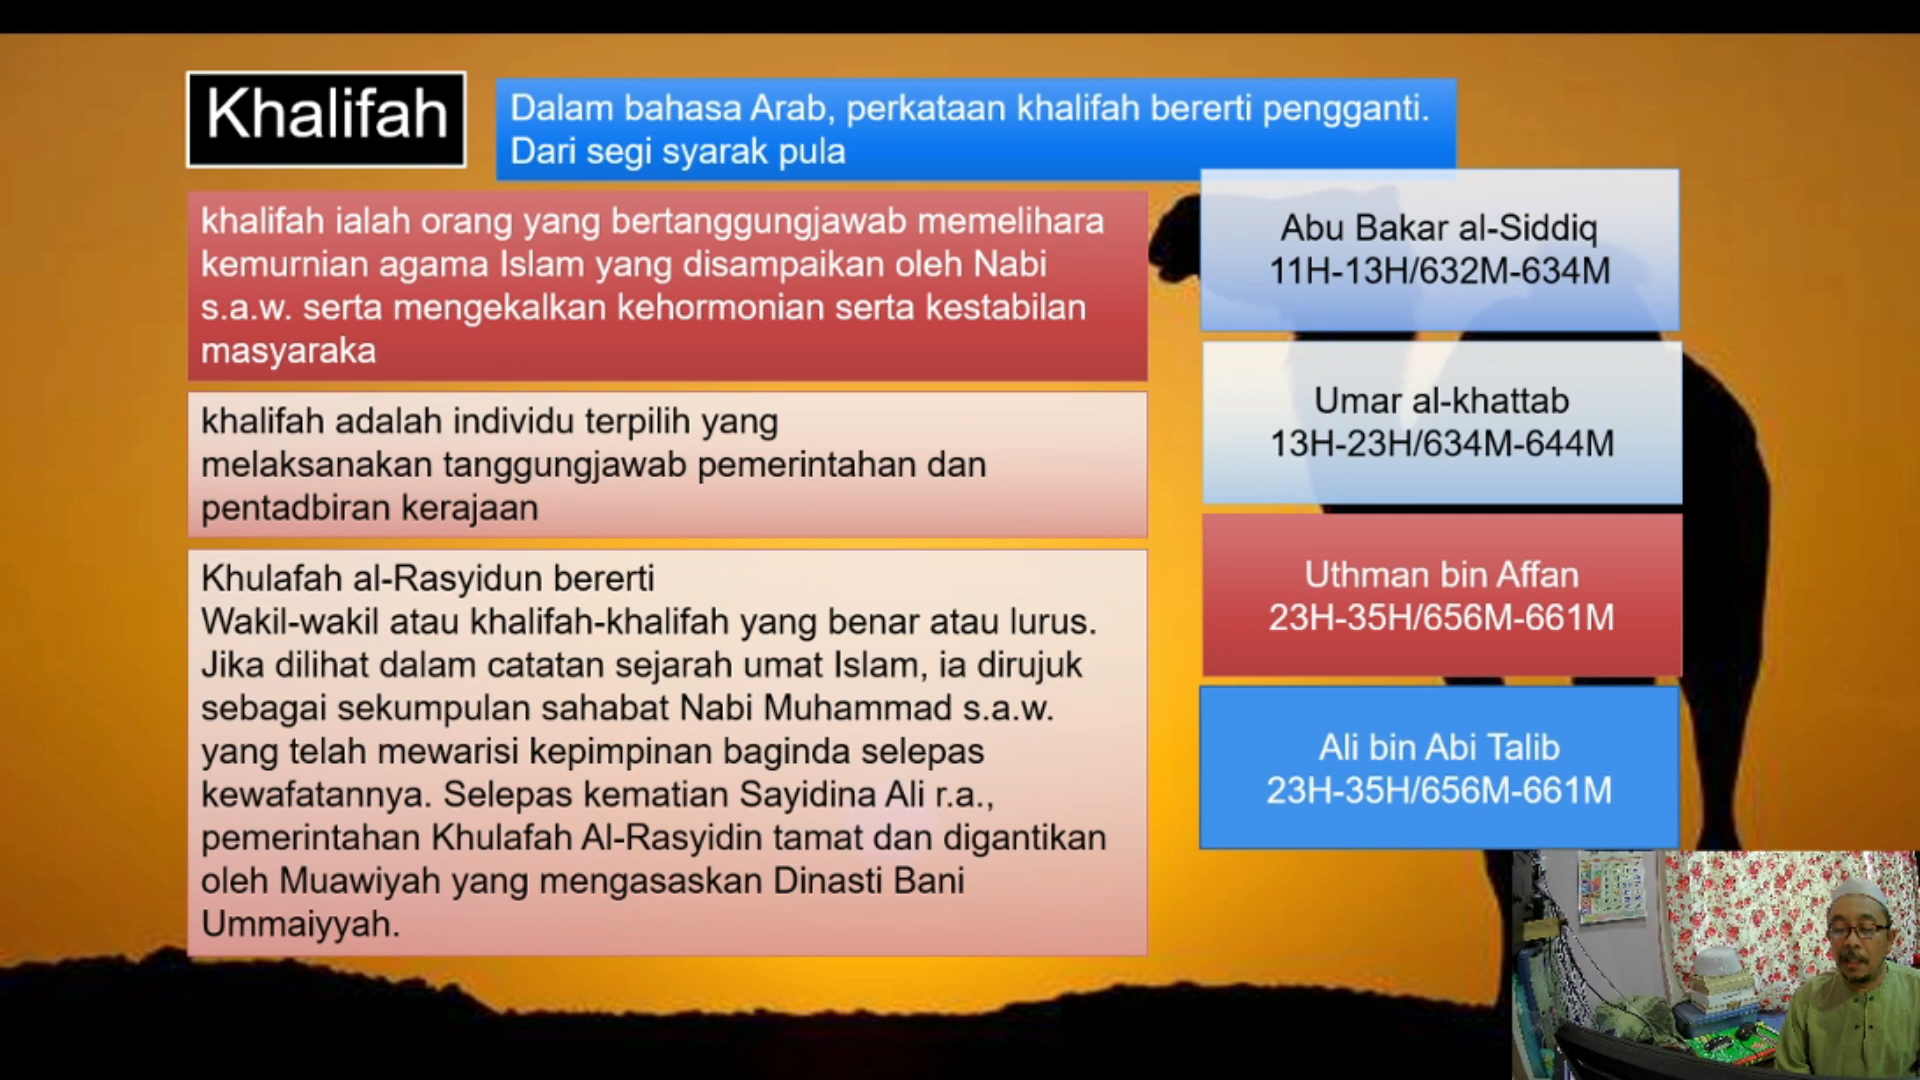 Khalifah
Dalam bahasa Arab, perkataan khalifah bererti pengganti.
Dari segi syarak pula
khalifah ialah orang yang bertanggungjawab memelihara
kemurnian agama Islam yang disampaikan oleh Nabi
s.a.w. serta mengekalkan kehormonian serta kestabilan
masyaraka
khalifah adalah individu terpilih yang
melaksanakan tanggungjawab pemerintahan dan
pentadbiran kerajaan
Khulafah al-Rasyidun bererti
Wakil-wakil atau khalifah-khalifah yang benar atau lurus.
Jika dilihat dalam catatan sejarah umat Islam, ia dirujuk
sebagai sekumpulan sahabat Nabi Muhammad s.a.w.
yang telah mewarisi kepimpinan baginda selepas
kewafatannya. Selepas kematian Sayidina Ali r.a.,
pemerintahan Khulafah Al-Rasyidin tamat dan digantikan
oleh Muawiyah yang mengasaskan Dinasti Bani
Ummaiyyah.
Abu Bakar al-Siddiq
11H-13H/632M-634M
Umar al-khattab
13H-23H/634M-644M
Uthman bin Affan
23H-35H/656M-661M
Ali bin Abi Talib
23H-35H/656M-661M